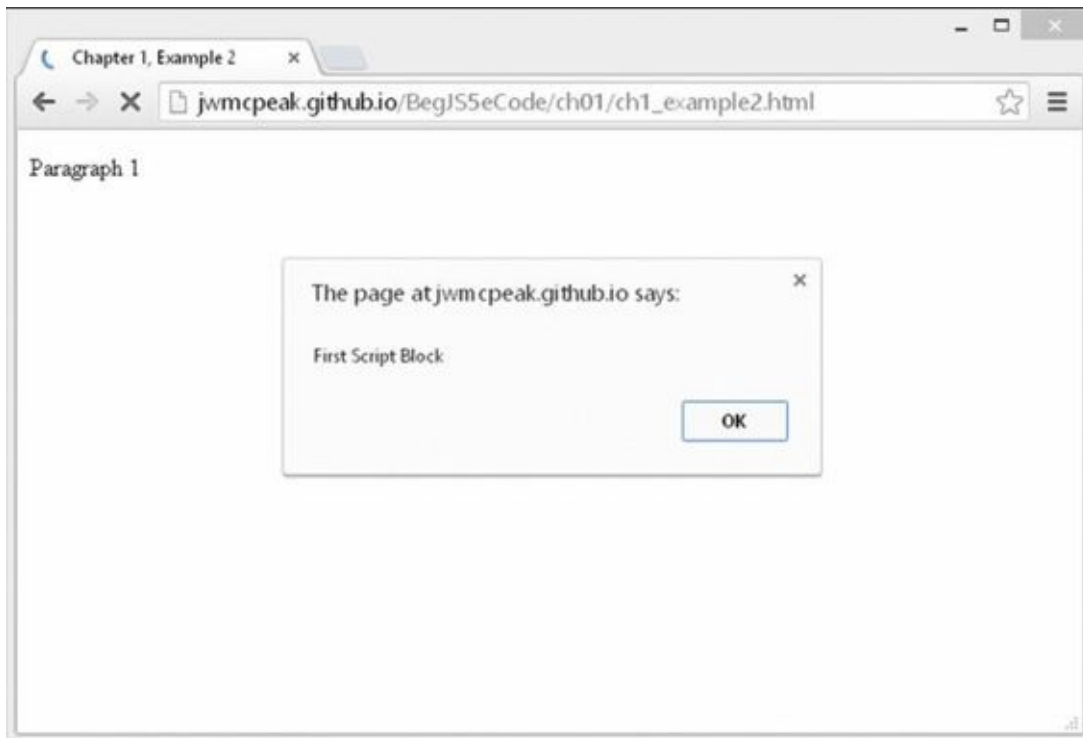 Chapter 1, Example 2
jwmcpeak.github.io/BegJS5eCode/ch01/ch1_example2.html
Paragraph 1
The page at jwmcpeak.github.io says:
First Script Block
OK